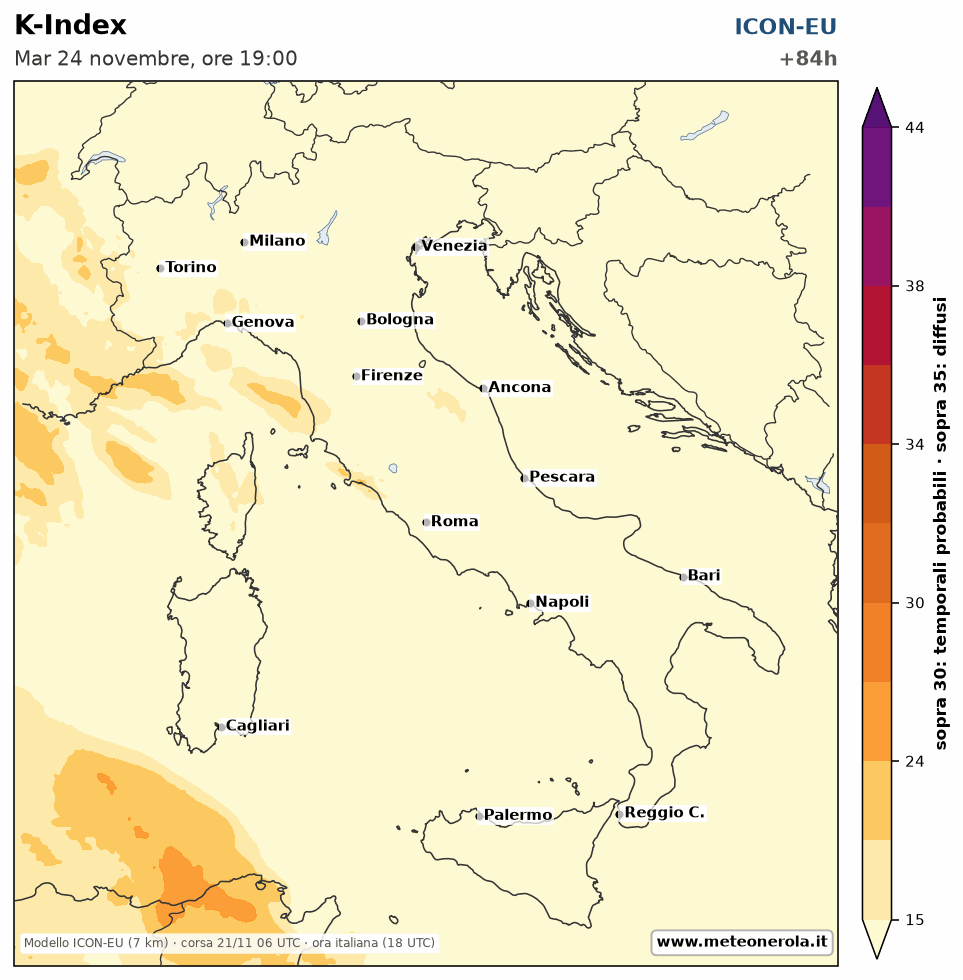 K-Index
ICON-EU
Mar 24 novembre, ore 19:00
+84h
44
38
34
30
24
15
sopra 30: temporali probabili · sopra 35: diffusi
Milano
Venezia
Torino
Genova
Bologna
Firenze
Ancona
Pescara
Roma
Bari
Napoli
Cagliari
Palermo
Reggio C.
Modello ICON-EU (7 km) · corsa 21/11 06 UTC · ora italiana (18 UTC)
www.meteonerola.it